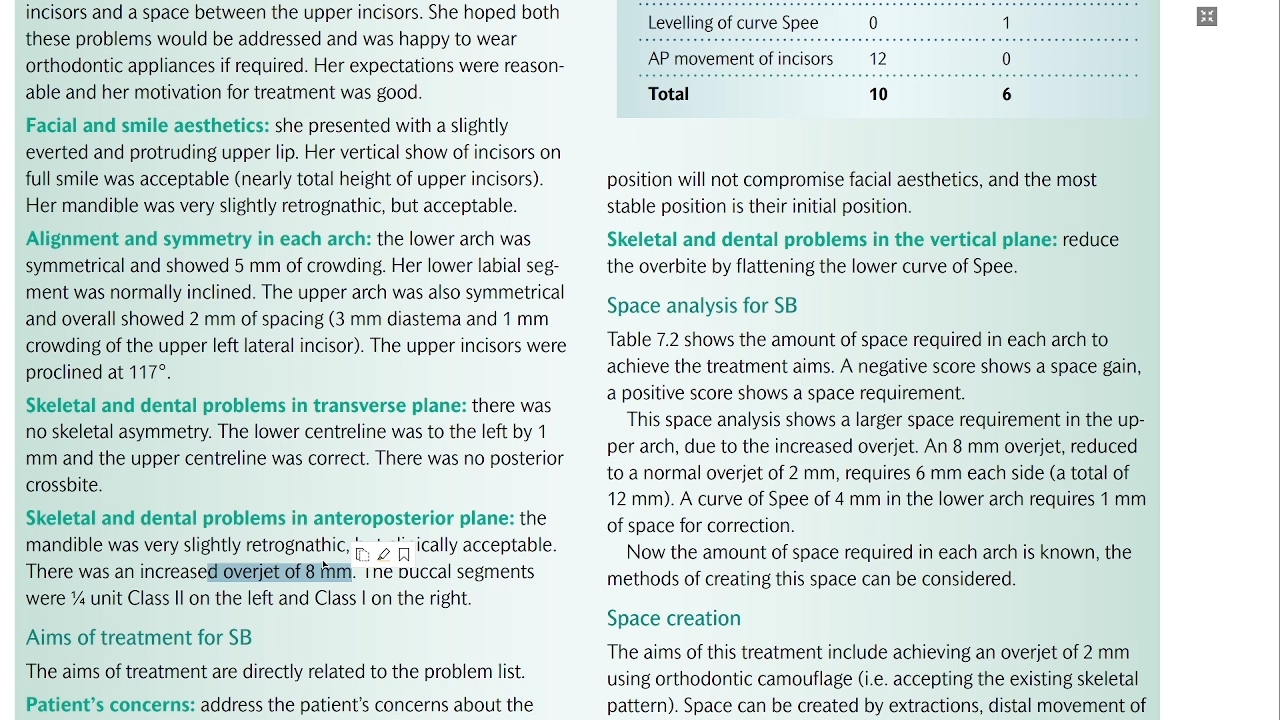 incisors and a space between the upper incisors. She hoped both
these problems would be addressed and was happy to wear
orthodontic appliances if required. Her expectations were reason-
able and her motivation for treatment was good.
Facial and smile aesthetics: she presented with a slightly
everted and protruding upper lip. Her vertical show of incisors on
full smile was acceptable (nearly total height of upper incisors).
Her mandible was very slightly retrognathic, but acceptable.
Alignment and symmetry in each arch: the lower arch was
symmetrical and showed 5 mm of crowding. Her lower labial seg-
ment was normally inclined. The upper arch was also symmetrical
and overall showed 2 mm of spacing (3 mm diastema and 1 mm
crowding of the upper left lateral incisor). The upper incisors were
proclined at 117°.
Skeletal and dental problems in transverse plane: there was
no skeletal asymmetry. The lower centreline was to the left by 1
mm and the upper centreline was correct. There was no posterior
crossbite.
Skeletal and dental problems in anteroposterior plane: the
mandible was very slightly retrognathic, acceptable.
There was an increased overjet of 8 mm. The buccal segments
were ¼ unit Class II on the left and Class I on the right.
Aims of treatment for SB
The aims of treatment are directly related to the problem list.
Patient's concerns: address the patient's concerns about the
Levelling of curve Spee 0 1
AP movement of incisors 12 0
Total 10 6
position will not compromise facial aesthetics, and the most
stable position is their initial position.
Skeletal and dental problems in the vertical plane: reduce
the overbite by flattening the lower curve of Spee.
Space analysis for SB
Table 7.2 shows the amount of space required in each arch to
achieve the treatment aims. A negative score shows a space gain,
a positive score shows a space requirement.
This space analysis shows a larger space requirement in the up-
per arch, due to the increased overjet. An 8 mm overjet, reduced
to a normal overjet of 2 mm, requires 6 mm each side (a total of
12 mm). A curve of Spee of 4 mm in the lower arch requires 1 mm
of space for correction.
Now the amount of space required in each arch is known, the
methods of creating this space can be considered.
Space creation
The aims of this treatment include achieving an overjet of 2 mm
using orthodontic camouflage (i.e. accepting the existing skeletal
pattern). Space can be created by extractions, distal movement of